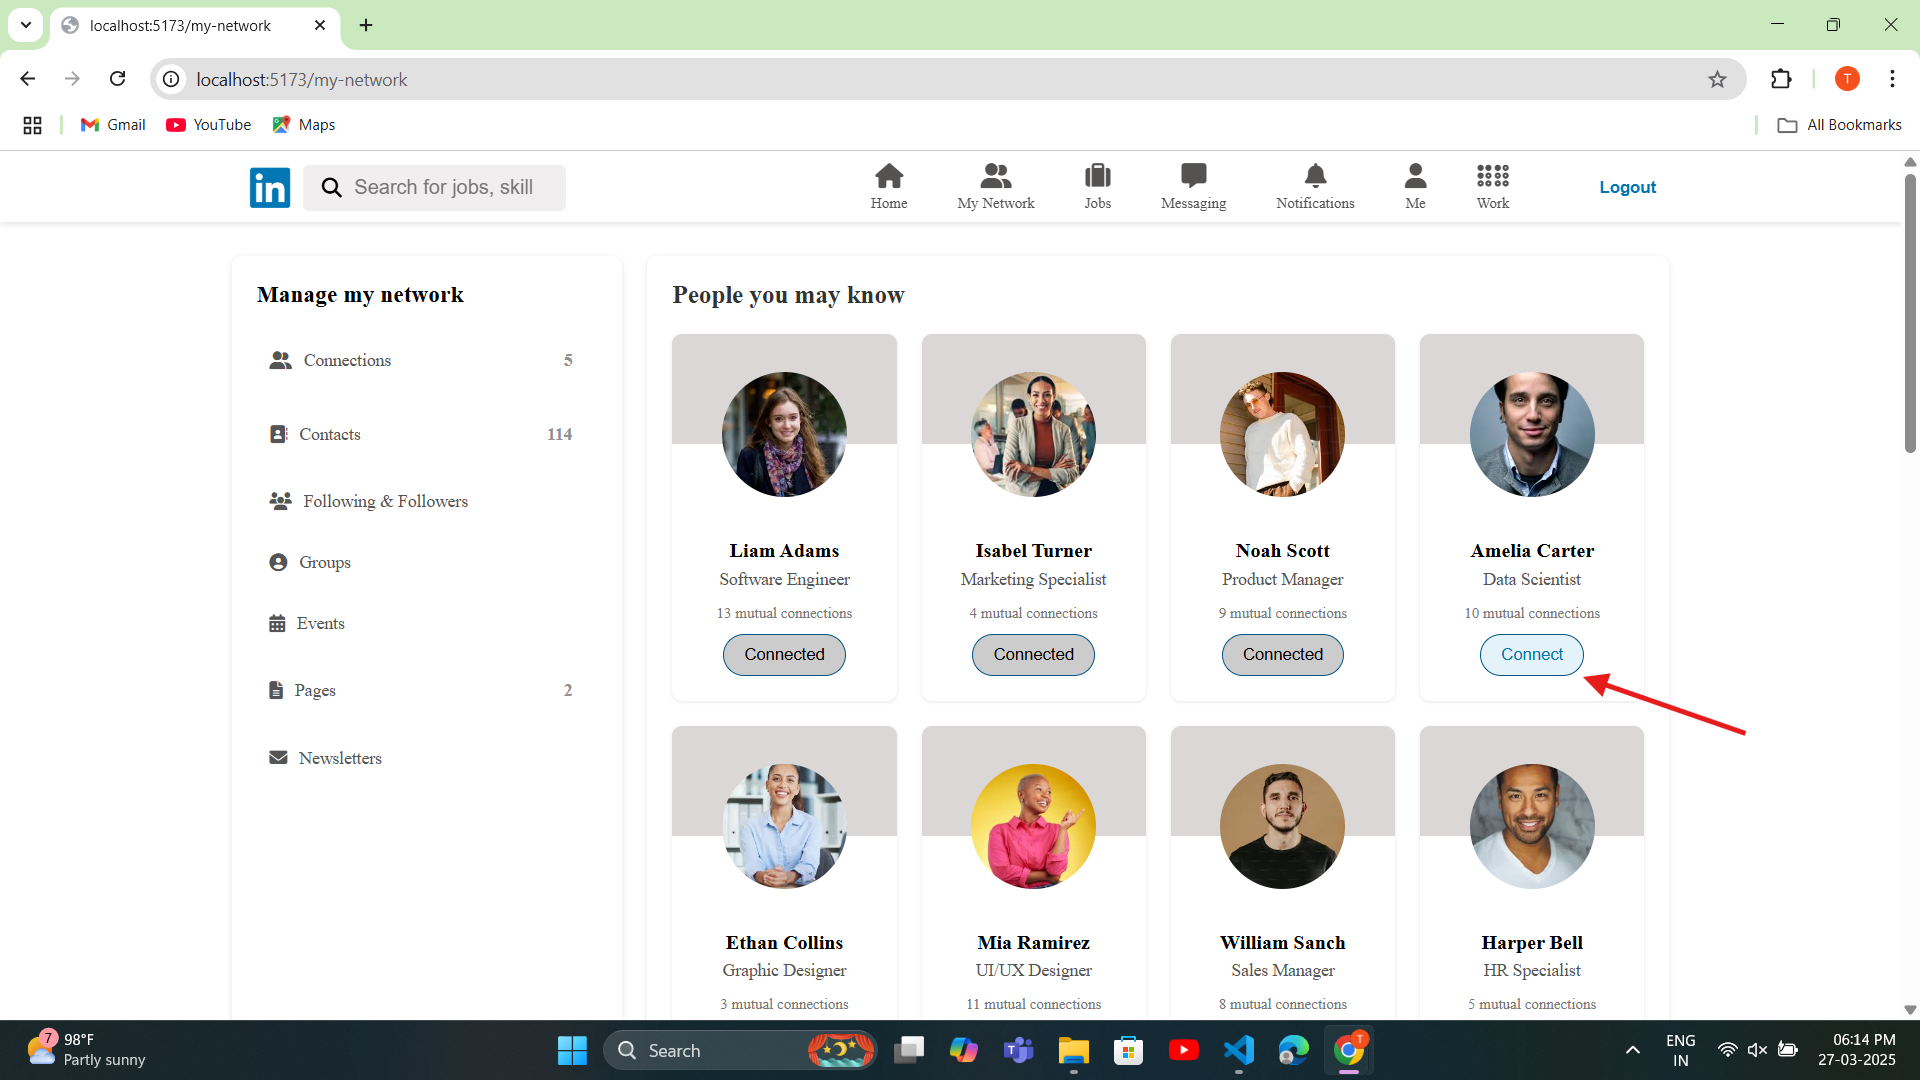 localhost:5173/my-network
localhost:5173/my-network
T
Gmail
YouTube
Maps
All Bookmarks
in
Search for jobs, skill
Home
My Network
Jobs
Messaging
Notifications
Me
Work
Logout
Manage my network
Connections 5
Contacts 114
Following & Followers
Groups
Events
Pages 2
Newsletters
People you may know
Liam Adams
Software Engineer
13 mutual connections
Connected
Isabel Turner
Marketing Specialist
4 mutual connections
Connected
Noah Scott
Product Manager
9 mutual connections
Connected
Amelia Carter
Data Scientist
10 mutual connections
Connect
Ethan Collins
Graphic Designer
3 mutual connections
Mia Ramirez
UI/UX Designer
11 mutual connections
William Sanch
Sales Manager
8 mutual connections
Harper Bell
HR Specialist
5 mutual connections
7
98°F
Partly sunny
Search
T
T
ENG
IN
06:14 PM
27-03-2025